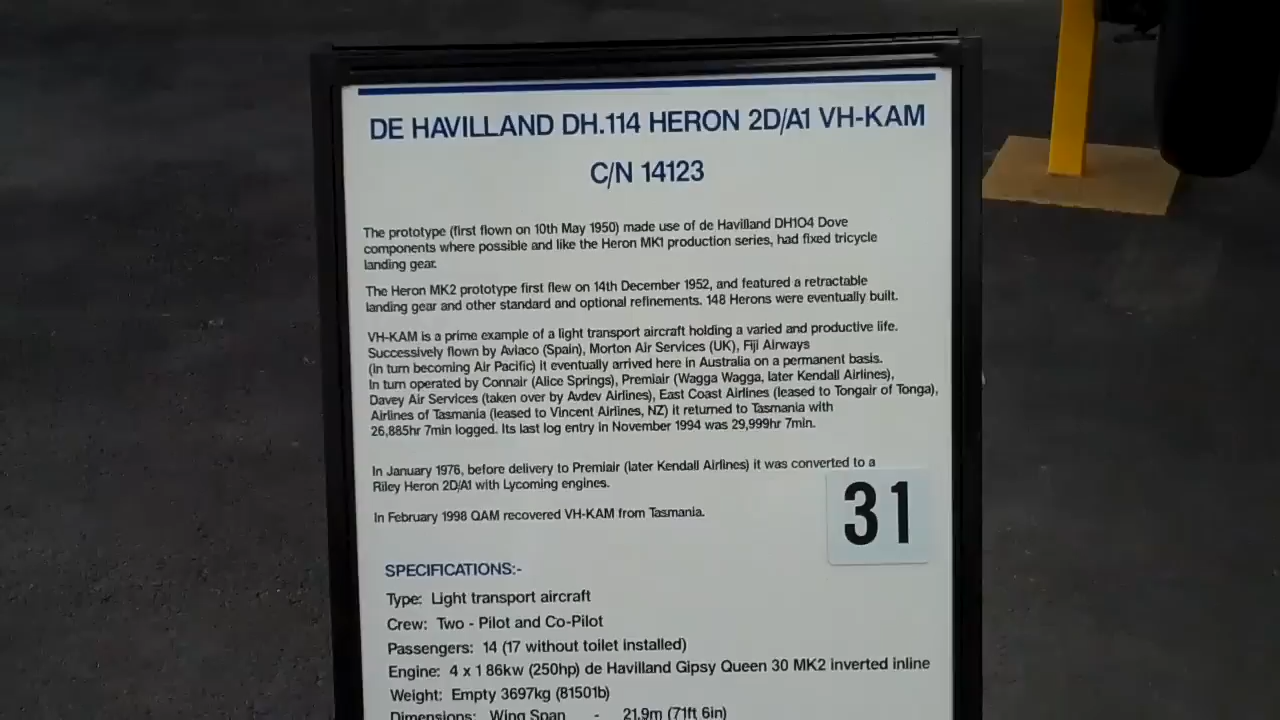 DE HAVILLAND DH.114 HERON 2D/A1 VH-KAM
C/N 14123
The prototype (first flown on 10th May 1950) made use of de Havilland DH104 Dove
components where possible and like the Heron MK1 production series, had fixed tricycle
landing gear.
The Heron MK2 prototype first flew on 14th December 1952, and featured a retractable
landing gear and other standard and optional refinements. 148 Herons were eventually built.
VH-KAM is a prime example of a light transport aircraft holding a varied and productive life.
Successively flown by Aviaco (Spain), Morton Air Services (UK), Fiji Airways
(in turn becoming Air Pacific) it eventually arrived here in Australia on a permanent basis.
In turn operated by Connair (Alice Springs), Premiair (Wagga Wagga, later Kendall Airlines),
Davey Air Services (taken over by Avdev Airlines), East Coast Airlines (leased to Tongair of Tonga),
Airlines of Tasmania (leased to Vincent Airlines, NZ) it returned to Tasmania with
26,885hr 7min logged. Its last log entry in November 1994 was 29,999hr 7min.
In January 1976, before delivery to Premiair (later Kendall Airlines) it was converted to a
Riley Heron 2D/A1 with Lycoming engines.
In February 1998 QAM recovered VH-KAM from Tasmania.
31
SPECIFICATIONS:-
Type: Light transport aircraft
Crew: Two - Pilot and Co-Pilot
Passengers: 14 (17 without toilet installed)
Engine: 4 x 186kw (250hp) de Havilland Gipsy Queen 30 MK2 inverted inline
Weight: Empty 3697kg (8150lb)
Dimensions: Wing Span - 21.9m (71ft 6in)